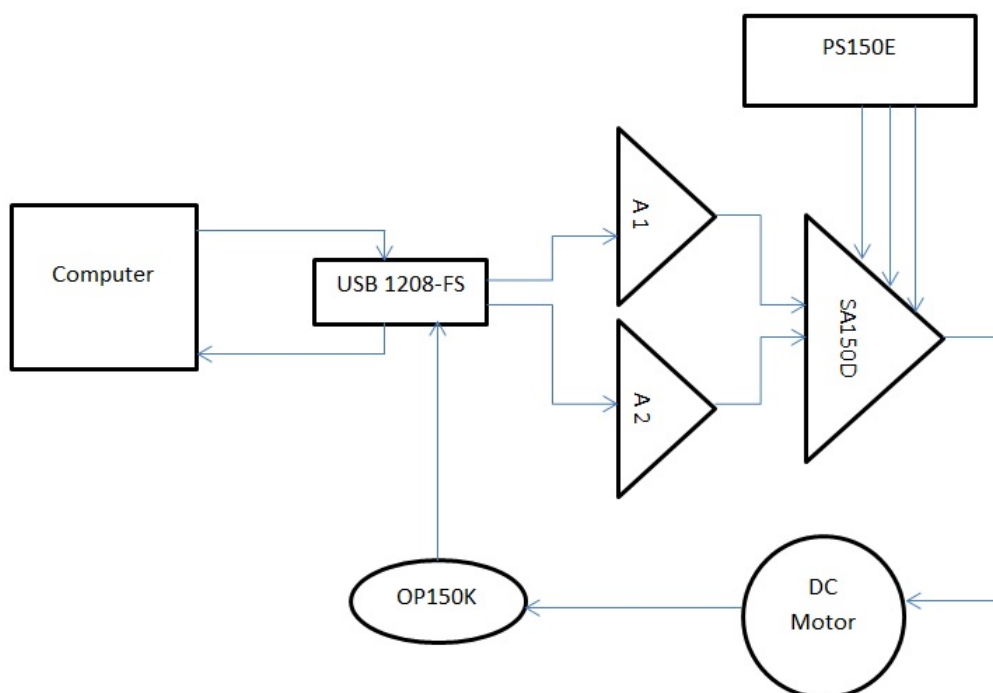 PS150E
A 1
Computer
USB 1208-FS
SA150D
A 2
OP150K
DC
Motor